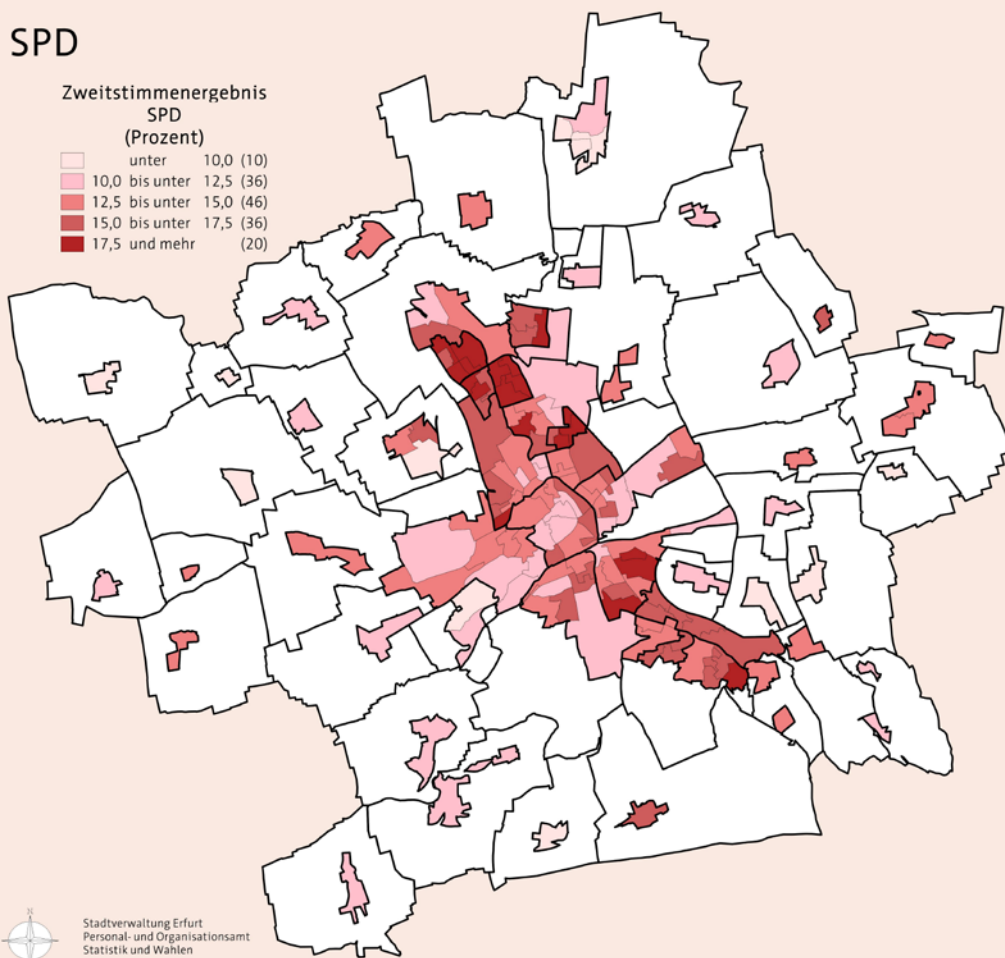 SPD
Zweitstimmenergebnis
SPD
(Prozent)
unter 10,0 (10)
10,0 bis unter 12,5 (36)
12,5 bis unter 15,0 (46)
15,0 bis unter 17,5 (36)
17,5 und mehr (20)
N
Stadtverwaltung Erfurt
Personal- und Organisationsamt
Statistik und Wahlen